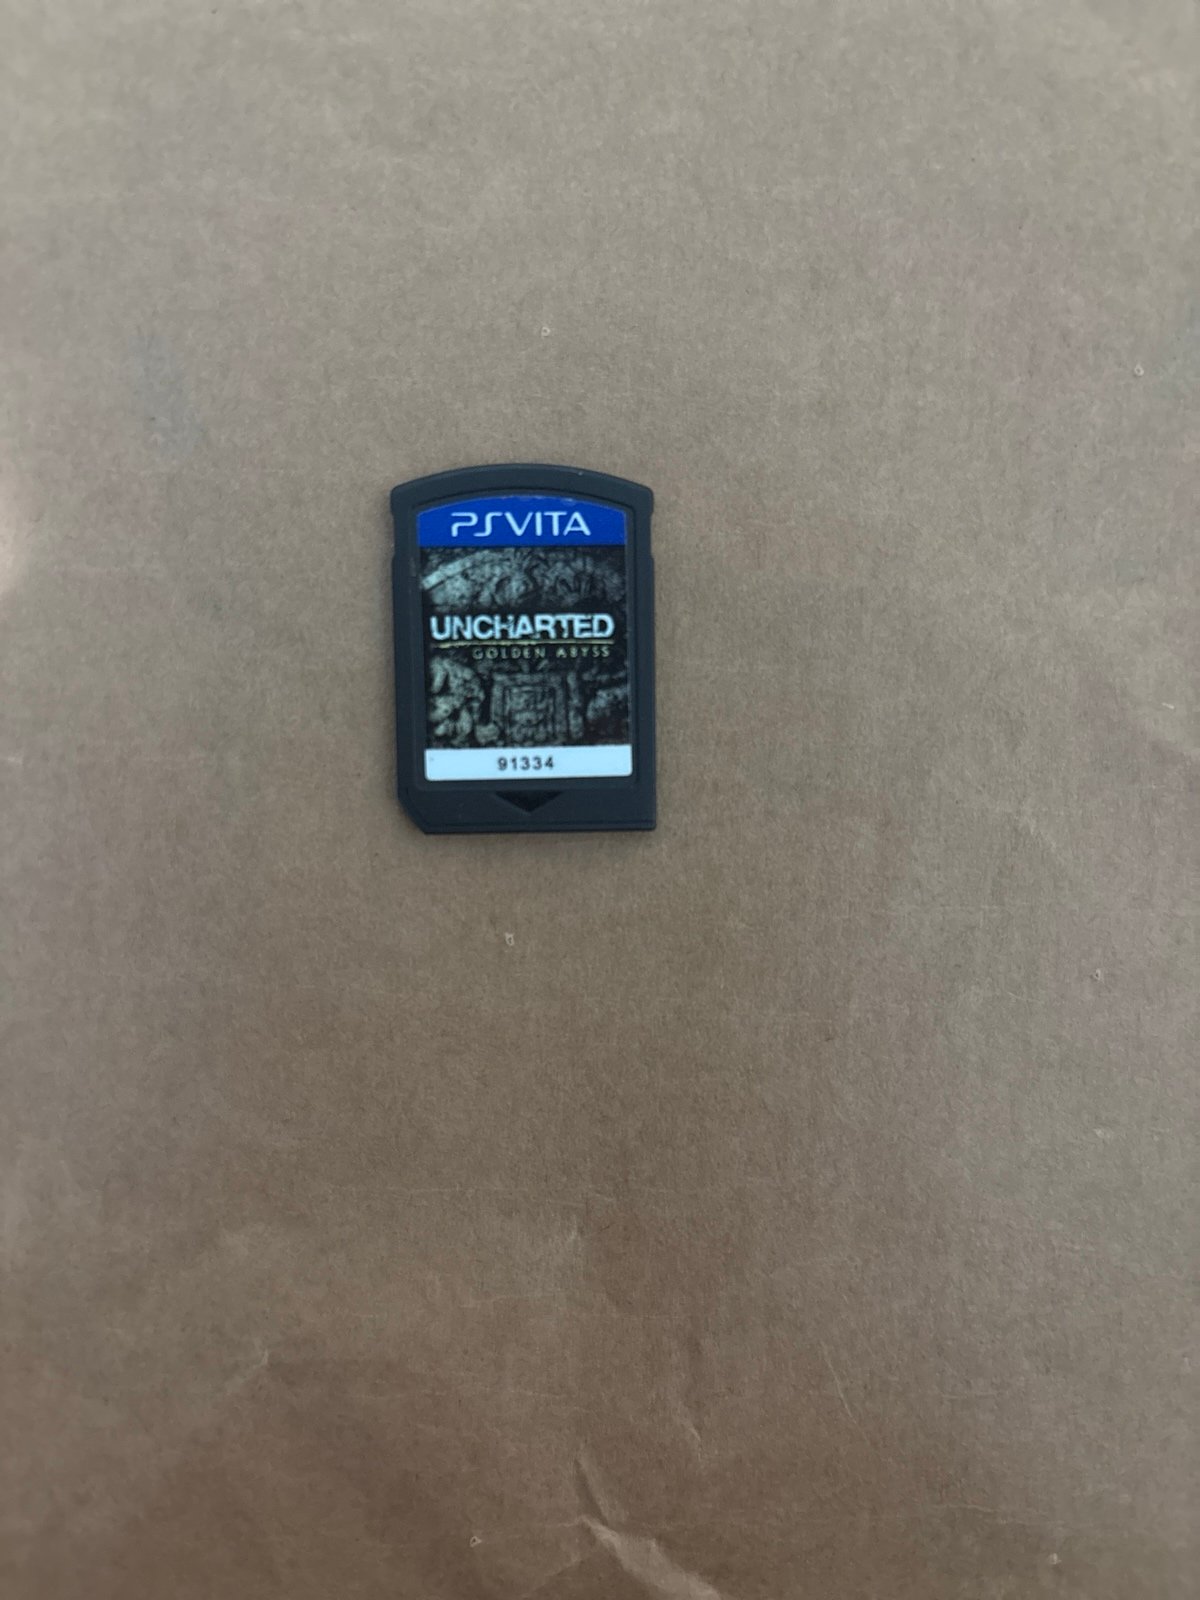 PSVITA
UNCHARTED
GOLDEN ABYSS
91334